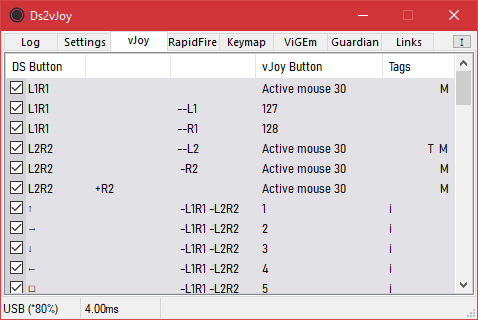 Ds2vJoy
Log Settings vJoy RapidFire Keymap ViGEm Guardian Links
DS Button vJoy Button Tags
L1R1 Active mouse 30 M
L1R1 --L1 127
L1R1 --R1 128
L2R2 --L2 Active mouse 30 T M
L2R2 -R2 Active mouse 30 M
L2R2 +R2 Active mouse 30 M
↑ -L1R1 -L2R2 1 i
→ -L1R1 -L2R2 2 i
↓ -L1R1 -L2R2 3 i
← -L1R1 -L2R2 4 i
□ -L1R1 -L2R2 5 i
USB (*80%) 4.00ms